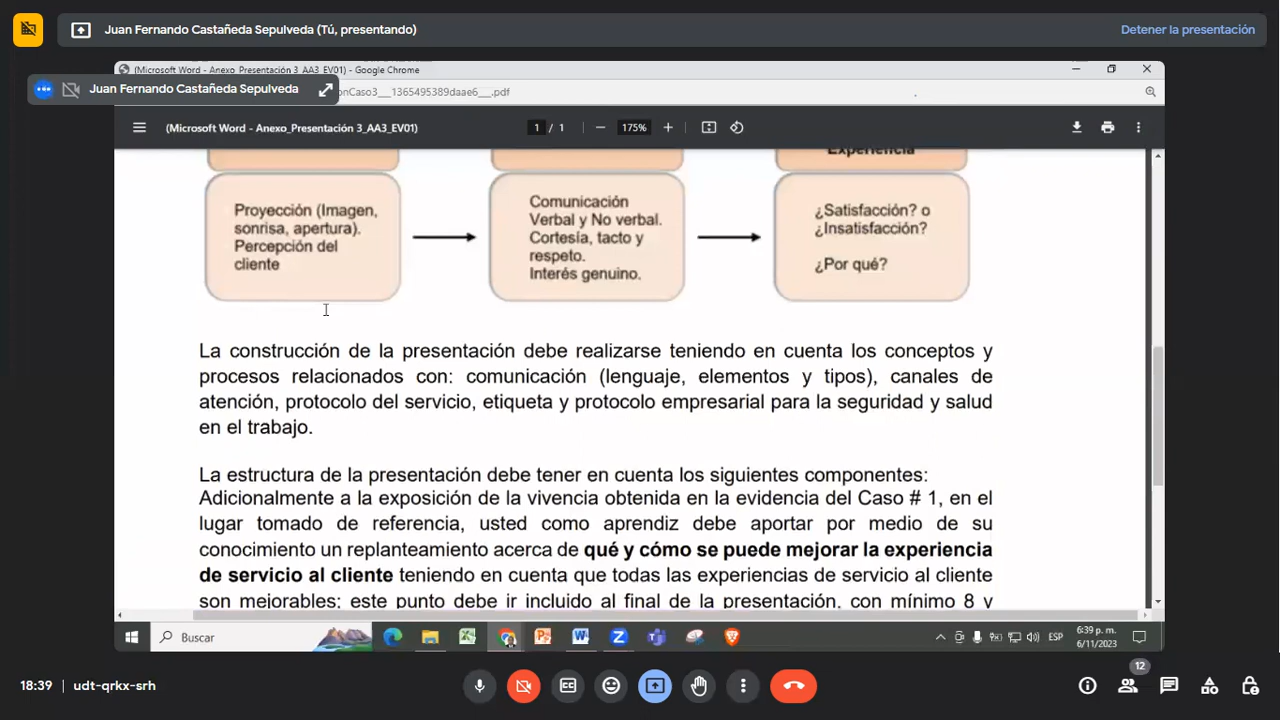 Juan Fernando Castañeda Sepulveda (Tú, presentando)
Detener la presentación
(Microsoft Word - Anexo_Presentación 3_AA3_EV01) - Google Chrome
Juan Fernando Castañeda Sepulveda
onCaso3___1365495389daae6__.pdf
(Microsoft Word - Anexo_Presentación 3_AA3_EV01)
1 / 1
175%
Experiencia
Proyección (Imagen,
sonrisa, apertura).
Percepción del
cliente
Comunicación
Verbal y No verbal.
Cortesía, tacto y
respeto.
Interés genuino.
¿Satisfacción? o
¿Insatisfacción?
¿Por qué?
La construcción de la presentación debe realizarse teniendo en cuenta los conceptos y
procesos relacionados con: comunicación (lenguaje, elementos y tipos), canales de
atención, protocolo del servicio, etiqueta y protocolo empresarial para la seguridad y salud
en el trabajo.
La estructura de la presentación debe tener en cuenta los siguientes componentes:
Adicionalmente a la exposición de la vivencia obtenida en la evidencia del Caso # 1, en el
lugar tomado de referencia, usted como aprendiz debe aportar por medio de su
conocimiento un replanteamiento acerca de qué y cómo se puede mejorar la experiencia
de servicio al cliente teniendo en cuenta que todas las experiencias de servicio al cliente
son mejorables; este punto debe ir incluido al final de la presentación, con mínimo 8 y
Buscar
ESP
6:39 p. m.
6/11/2023
18:39 | udt-qrkx-srh
12